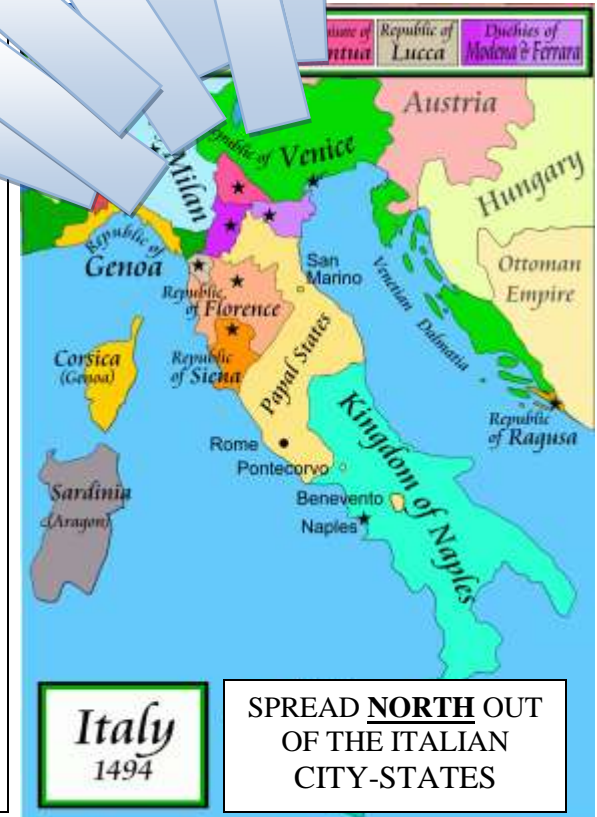 Republic of
Lucca
Duchies of
Modena & Ferrara
Austria
Venice
Milan
Hungary
Republic of
Genoa
San
Marino
Ottoman
Empire
Venetian
Dalmatia
Republic
of Florence
Corsica
(Genoa)
Republic
of Siena
Papal States
Kingdom of Naples
Republic
of Ragusa
Rome
Pontecorvo
Sardinia
(Aragon)
Benevento
Naples
Italy
1494
SPREAD NORTH OUT
OF THE ITALIAN
CITY-STATES